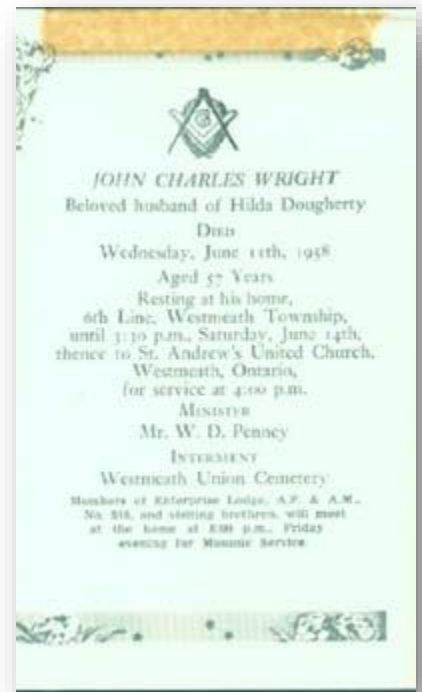 JOHN CHARLES WRIGHT
Beloved husband of Hilda Dougherty
DIED
Wednesday, June 11th, 1958
Aged 57 Years
Resting at his home,
6th Line, Westmeath Township,
until 3:30 p.m., Saturday, June 14th,
thence to St. Andrew's United Church,
Westmeath, Ontario,
for service at 4:00 p.m.
MINISTER
Mr. W. D. Penney
INTERMENT
Westmeath Union Cemetery
Members of Enterprise Lodge, A.F. & A.M.,
No. and visiting brethren, will meet
at the home at p.m., Friday
evening for Masonic Service.